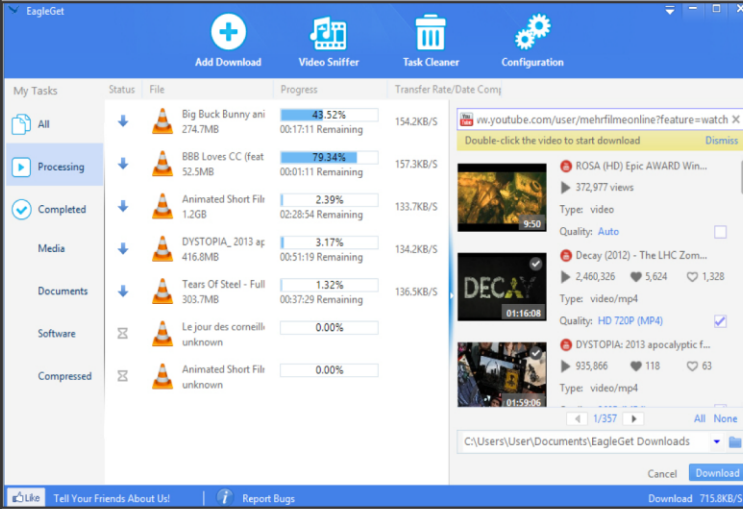 EagleGet
Add Download
Video Sniffer
Task Cleaner
Configuration
My Tasks
All
Processing
Completed
Media
Documents
Software
Compressed
Status File Progress Transfer Rate/Date Comp
Big Buck Bunny ani
274.7MB
43.52%
00:17:11 Remaining
154.2KB/S
BBB Loves CC (feat
52.5MB
79.34%
00:01:11 Remaining
157.3KB/S
Animated Short Film
1.2GB
2.39%
02:28:54 Remaining
133.7KB/S
DYSTOPIA_ 2013 ap
416.8MB
3.17%
00:51:19 Remaining
134.2KB/S
Tears Of Steel - Full
303.7MB
1.32%
00:37:29 Remaining
136.5KB/S
Le jour des corneill
unknown
0.00%
Animated Short Film
unknown
0.00%
vw.youtube.com/user/mehrfilmeonline?feature=watch
Double-click the video to start download Dismiss
9:50
ROSA (HD) Epic AWARD Win...
372,977 views
Type: video
Quality: Auto
DECAY
01:16:08
Decay (2012) - The LHC Zom...
2,460,326 5,624 1,328
Type: video/mp4
Quality: HD 720P (MP4)
01:59:06
DYSTOPIA: 2013 apocalyptic f...
935,866 118 63
Type: video/mp4
1/357 All None
C:\Users\User\Documents\EagleGet Downloads
Cancel Download
Like Tell Your Friends About Us! Report Bugs Download 715.8KB/S